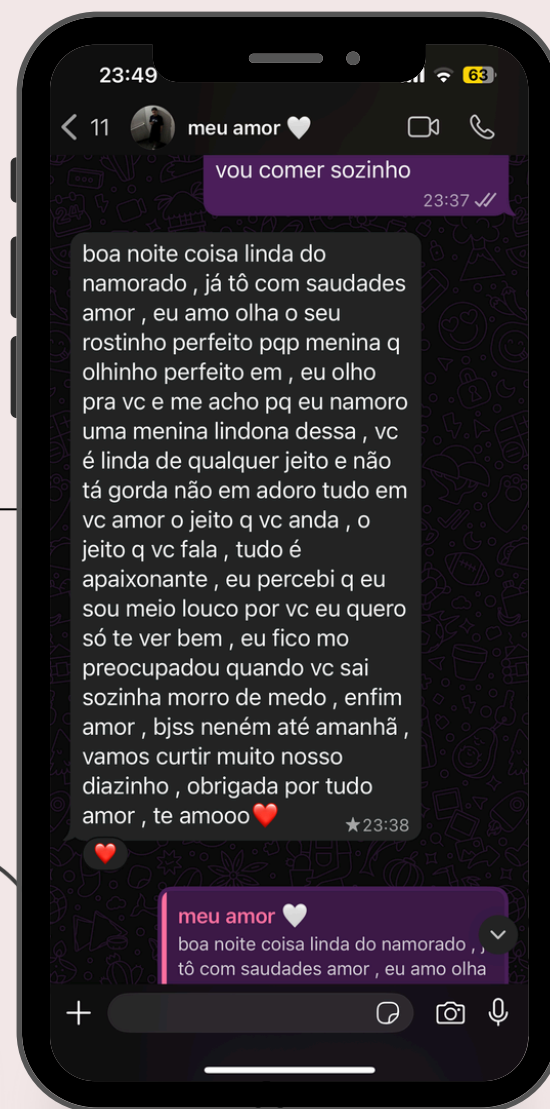 23:49
63
11
meu amor 🤍
vou comer sozinho
23:37
boa noite coisa linda do
namorado , já tô com saudades
amor , eu amo olha o seu
rostinho perfeito pqp menina q
olhinho perfeito em , eu olho
pra vc e me acho pq eu namoro
uma menina lindona dessa , vc
é linda de qualquer jeito e não
tá gorda não em adoro tudo em
vc amor o jeito q vc anda , o
jeito q vc fala , tudo é
apaixonante , eu percebi q eu
sou meio louco por vc eu quero
só te ver bem , eu fico mo
preocupadou quando vc sai
sozinha morro de medo , enfim
amor , bjss neném até amanhã ,
vamos curtir muito nosso
diazinho , obrigada por tudo
amor , te amooo❤️
★23:38
❤️
meu amor 🤍
boa noite coisa linda do namorado ,
tô com saudades amor , eu amo olha